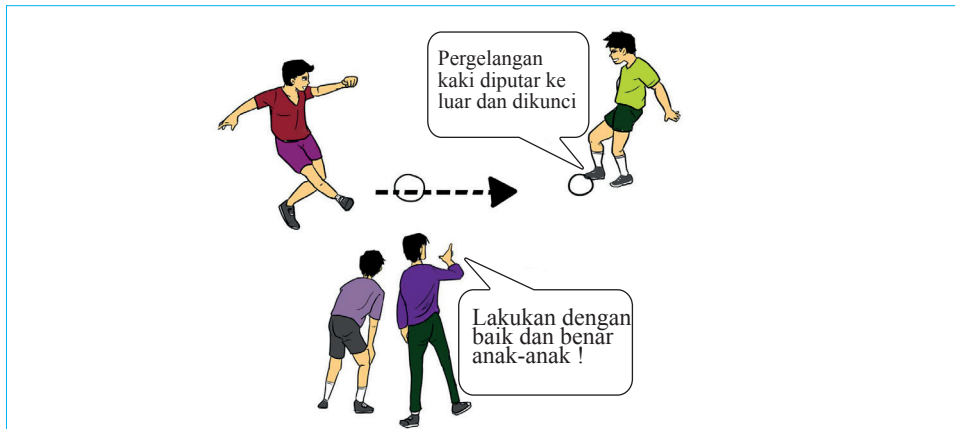 Pergelangan
kaki diputar ke
luar dan dikunci
Lakukan dengan
baik dan benar
anak-anak !